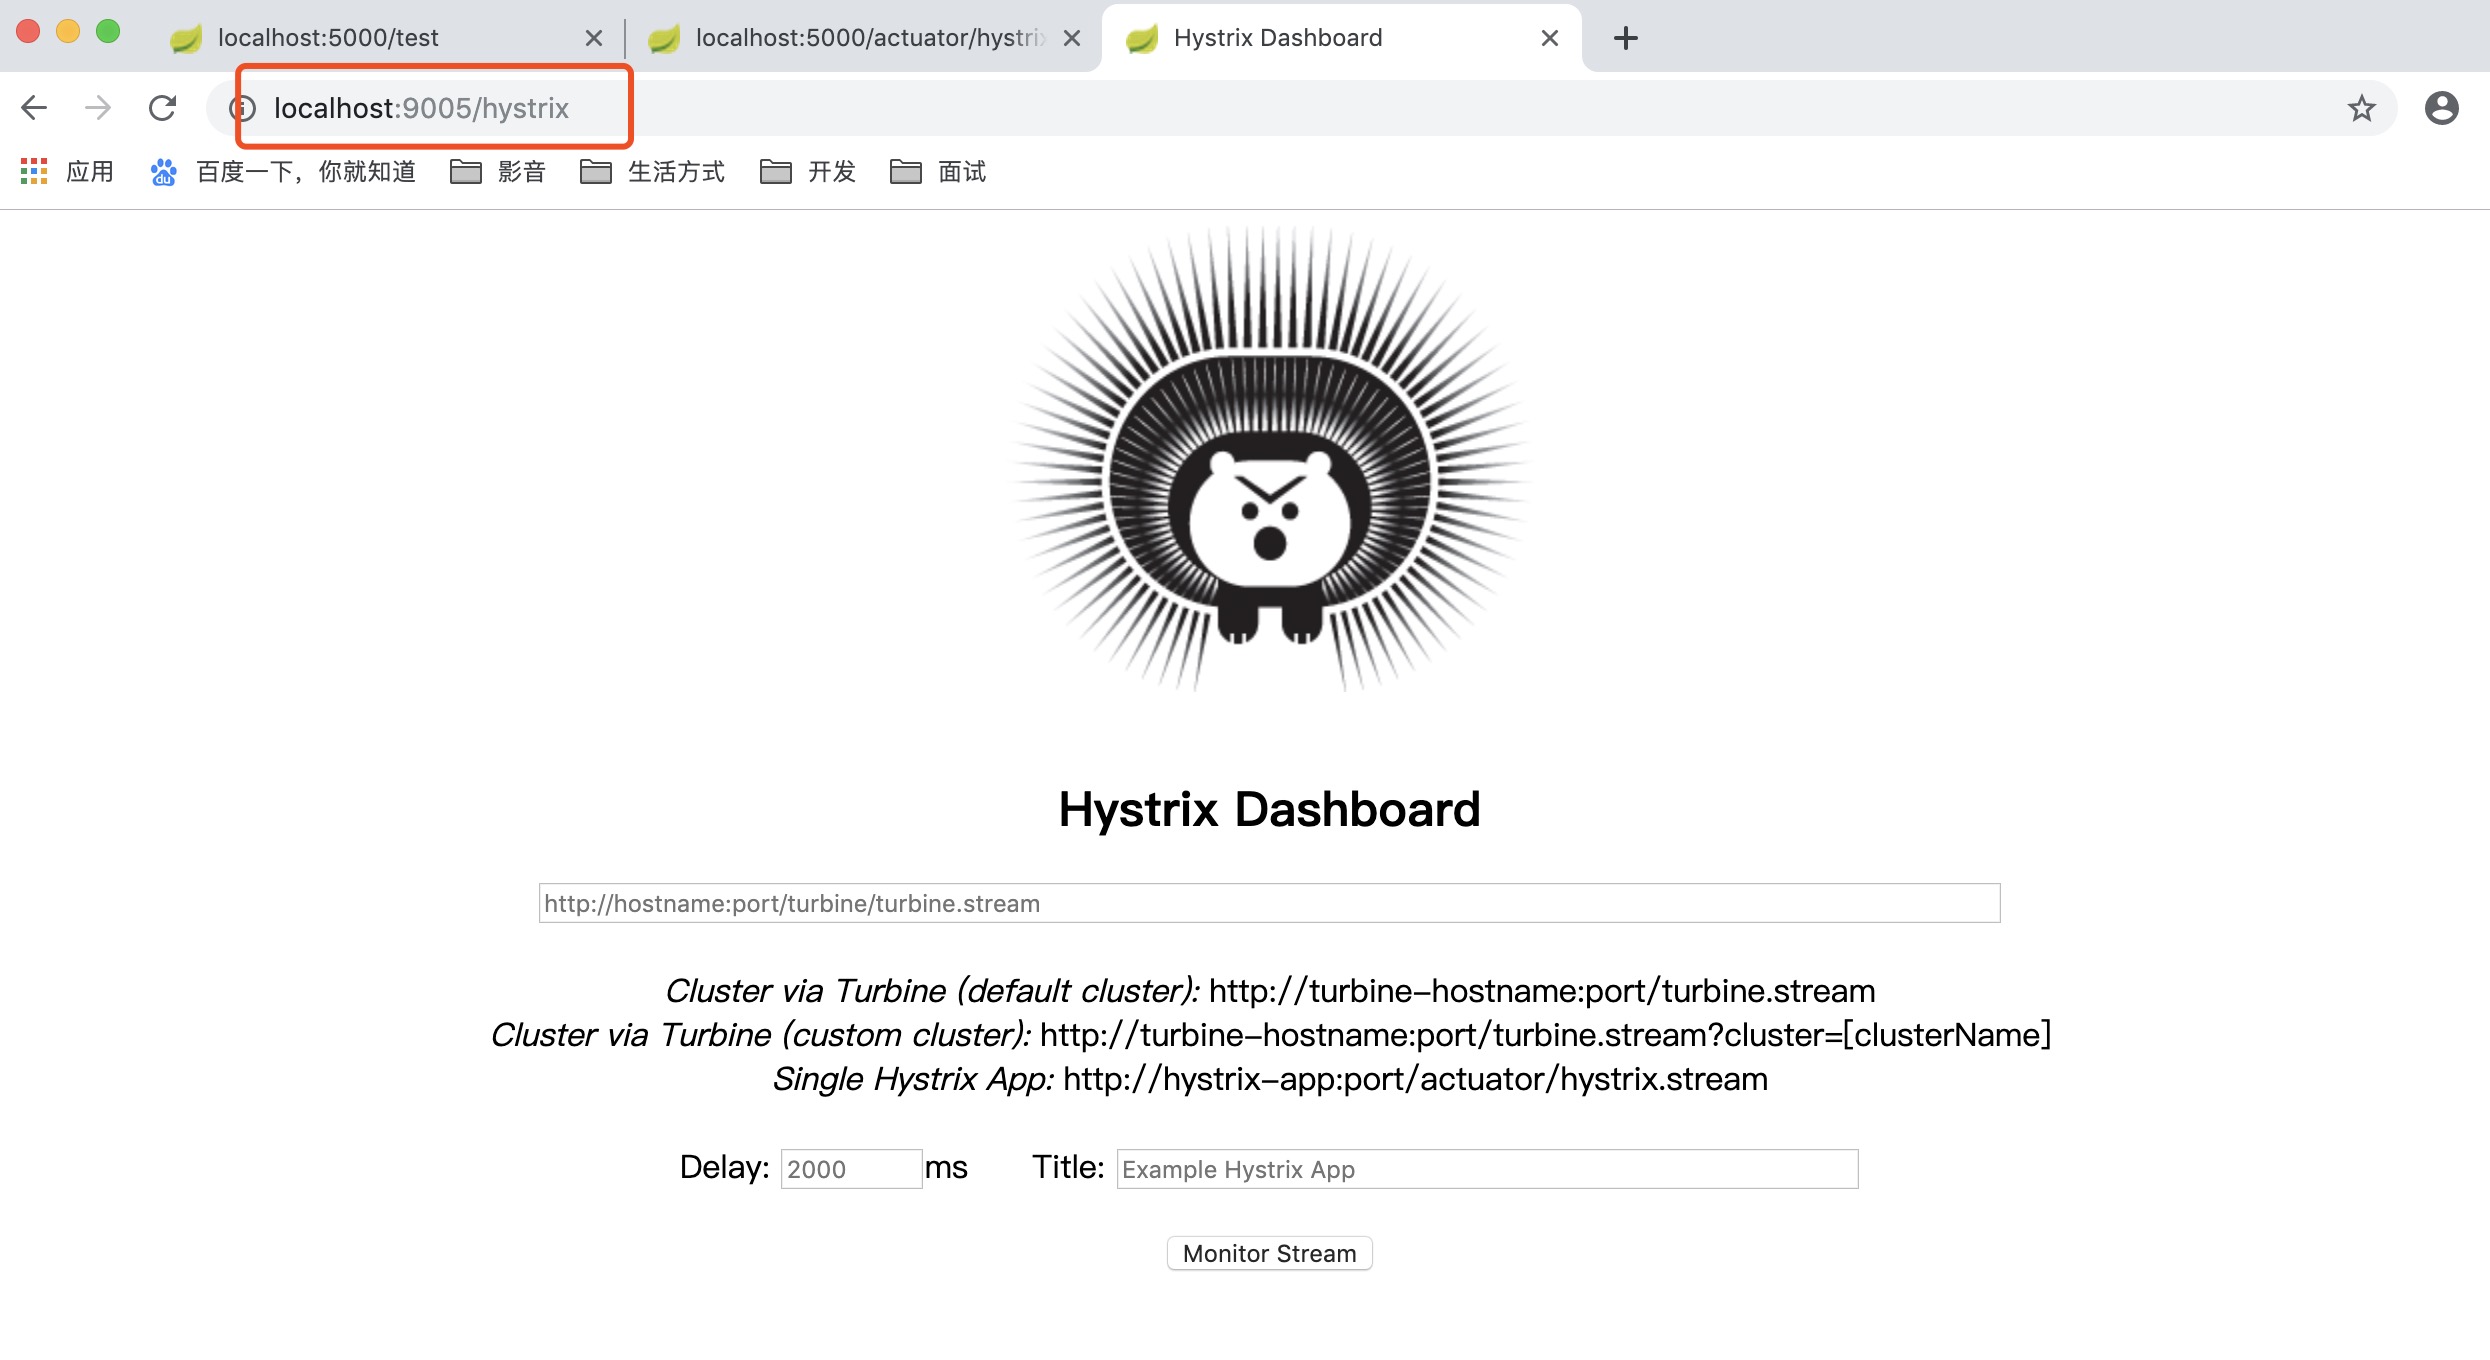 localhost:5000/test
localhost:5000/actuator/hystrix
Hystrix Dashboard
localhost:9005/hystrix
应用 百度一下，你就知道 影音 生活方式 开发 面试
Hystrix Dashboard
http://hostname:port/turbine/turbine.stream
Cluster via Turbine (default cluster): http://turbine-hostname:port/turbine.stream
Cluster via Turbine (custom cluster): http://turbine-hostname:port/turbine.stream?cluster=[clusterName]
Single Hystrix App: http://hystrix-app:port/actuator/hystrix.stream
Delay: 2000 ms Title: Example Hystrix App
Monitor Stream